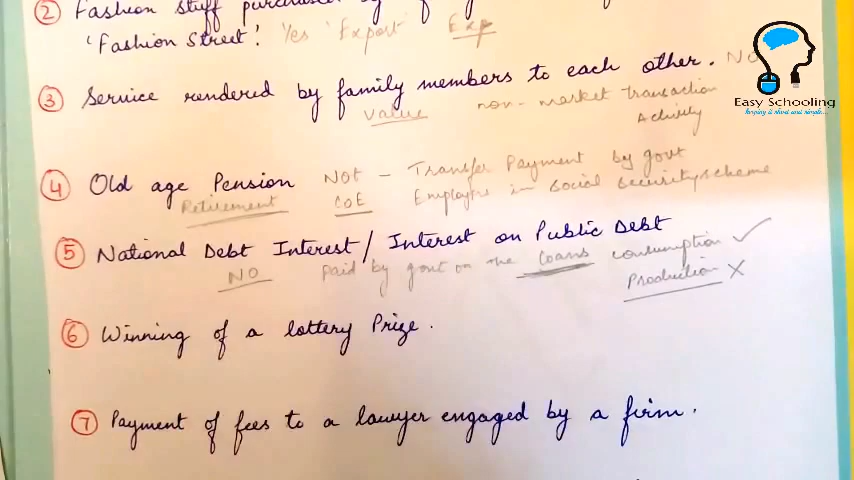 ② Fashion stuff purchased by
'Fashion Street'. Yes 'Export' Exp
③ Service rendered by family members to each other. No
Value non-market transaction
Activity
④ Old age Pension Not - Transfer Payment by govt
Retirement CoE Employers in social security scheme
⑤ National Debt Interest/ Interest on Public Debt
NO paid by govt on the loans consumption ✓
Production X
⑥ Winning of a lottery Prize.
⑦ Payment of fees to a lawyer engaged by a firm.
Easy Schooling